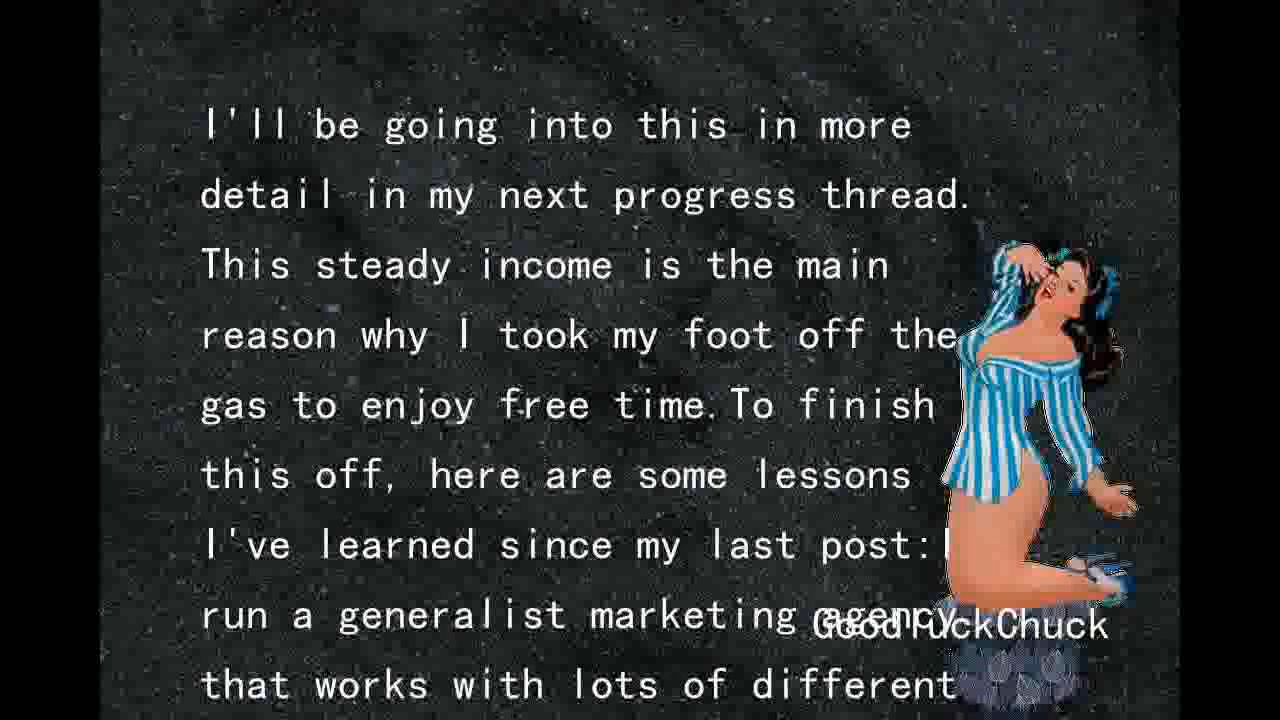 I'll be going into this in more
detail in my next progress thread.
This steady income is the main
reason why I took my foot off the
gas to enjoy free time.To finish
this off, here are some lessons
I've learned since my last post:I
run a generalist marketing agency
GoodluckChuck
that works with lots of different